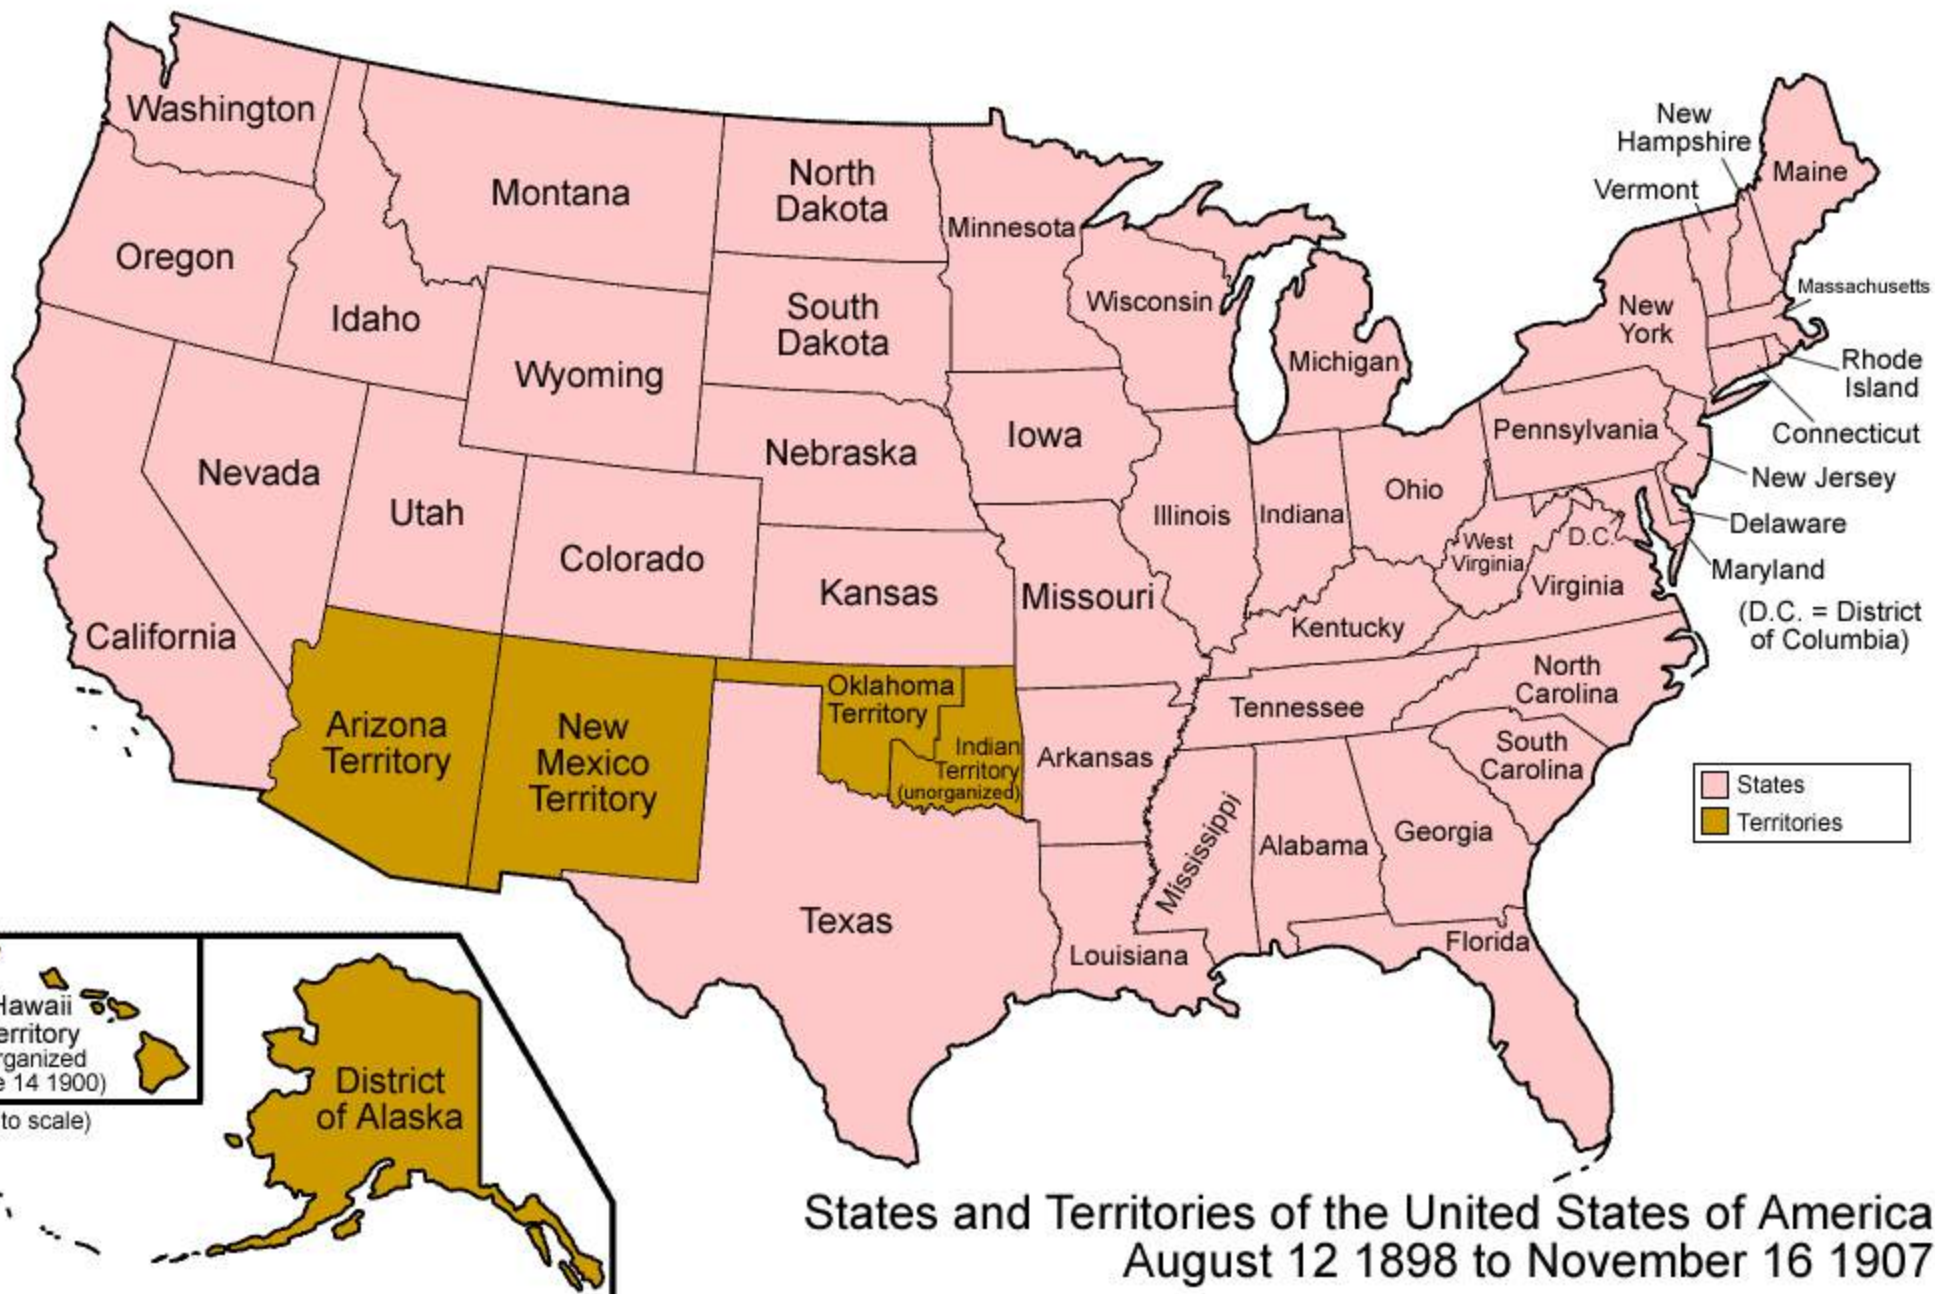 Washington
Montana
North
Dakota
Minnesota
New
Hampshire
Vermont
Maine
Oregon
Idaho
Wyoming
South
Dakota
Wisconsin
Michigan
New
York
Massachusetts
Rhode
Island
Connecticut
New Jersey
Delaware
Maryland
(D.C. = District
of Columbia)
Nevada
Utah
Colorado
Nebraska
Iowa
Illinois
Indiana
Ohio
Pennsylvania
West
Virginia
D.C.
Virginia
California
Kansas
Missouri
Kentucky
Arizona
Territory
New
Mexico
Territory
Oklahoma
Territory
Indian
Territory
(unorganized)
Arkansas
Tennessee
North
Carolina
South
Carolina
Texas
Louisiana
Mississippi
Alabama
Georgia
Florida
States
Territories
Hawaii
erritory
rganized
14 1900)
to scale)
District
of Alaska
States and Territories of the United States of America
August 12 1898 to November 16 1907